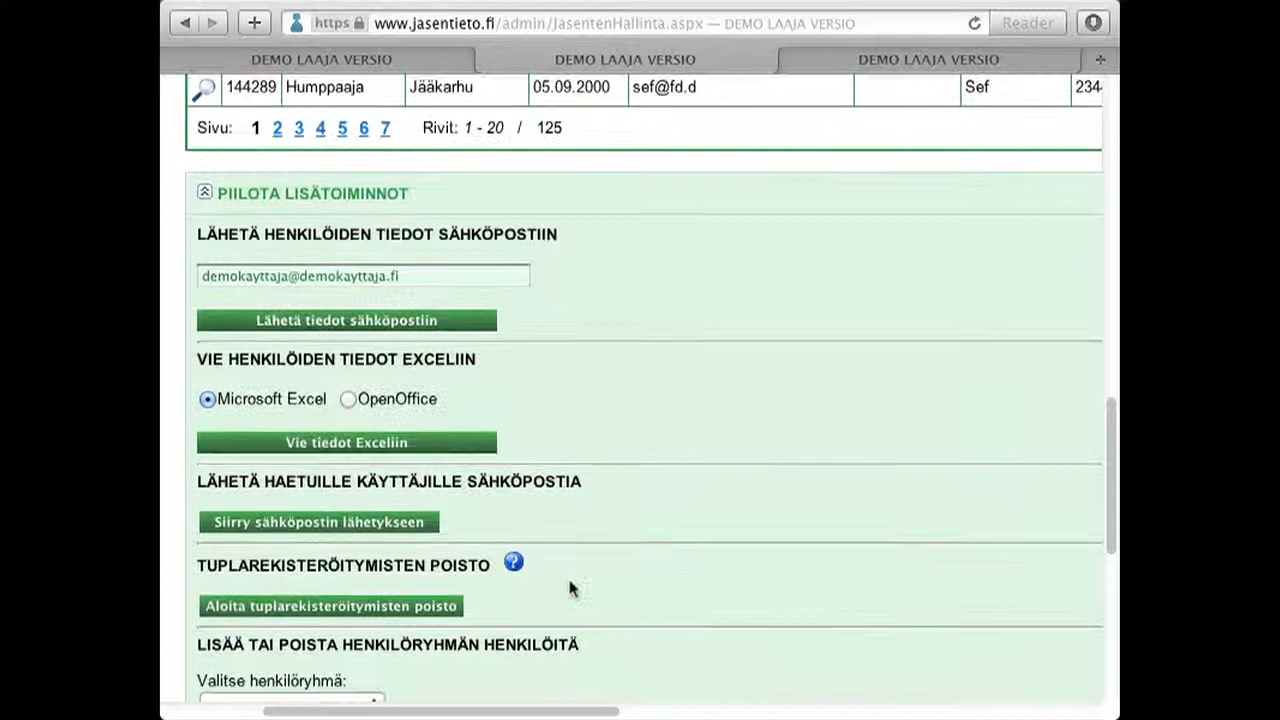 https www.jasentieto.fi/admin/JasentenHallinta.aspx — DEMO LAAJA VERSIO Reader
DEMO LAAJA VERSIO DEMO LAAJA VERSIO DEMO LAAJA VERSIO
144289 Humppaaja Jääkarhu 05.09.2000 sef@fd.d Sef 234
Sivu: 1 2 3 4 5 6 7 Rivit: 1 - 20 / 125
PIILOTA LISÄTOIMINNOT
LÄHETÄ HENKILÖIDEN TIEDOT SÄHKÖPOSTIIN
demokayttaja@demokayttaja.fi
Lähetä tiedot sähköpostiin
VIE HENKILÖIDEN TIEDOT EXCELIIN
Microsoft Excel OpenOffice
Vie tiedot Exceliin
LÄHETÄ HAETUILLE KÄYTTÄJILLE SÄHKÖPOSTIA
Siirry sähköpostin lähetykseen
TUPLAREKISTERÖITYMISTEN POISTO ?
Aloita tuplarekisteröitymisten poisto
LISÄÄ TAI POISTA HENKILÖRYHMÄN HENKILÖITÄ
Valitse henkilöryhmä: